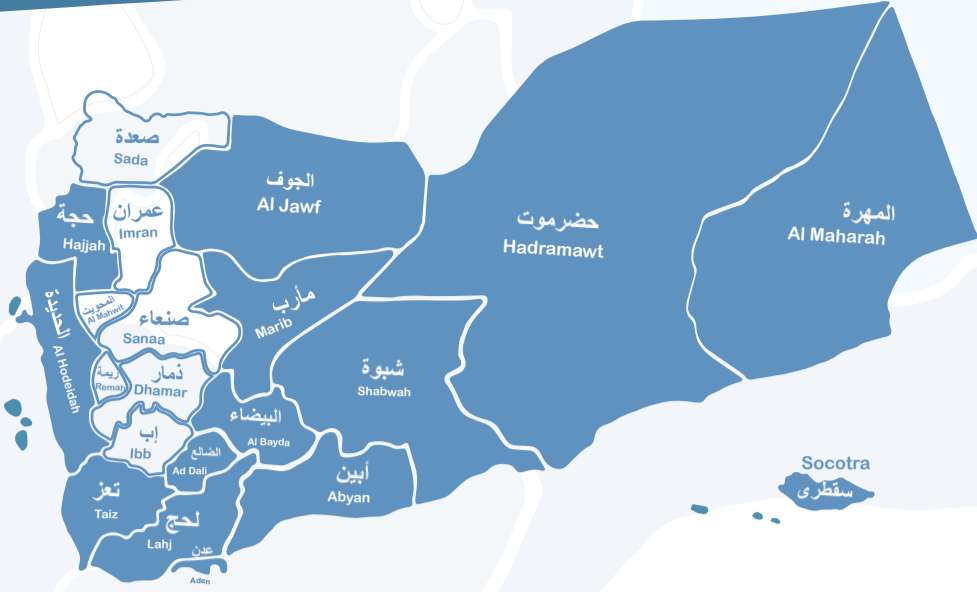 صعدة
Sada
الجوف
Al Jawf
حجة
Hajjah
عمران
Imran
حضرموت
Hadramawt
المهرة
Al Maharah
الحديدة
Al Hodeidah
المحويت
Al Mahwit
صنعاء
Sanaa
مأرب
Marib
ريمة
Remah
ذمار
Dhamar
شبوة
Shabwah
إب
Ibb
البيضاء
Al Bayda
الضالع
Ad Dali
أبين
Abyan
تعز
Taiz
لحج
Lahj
عدن
Aden
Socotra
سقطرى